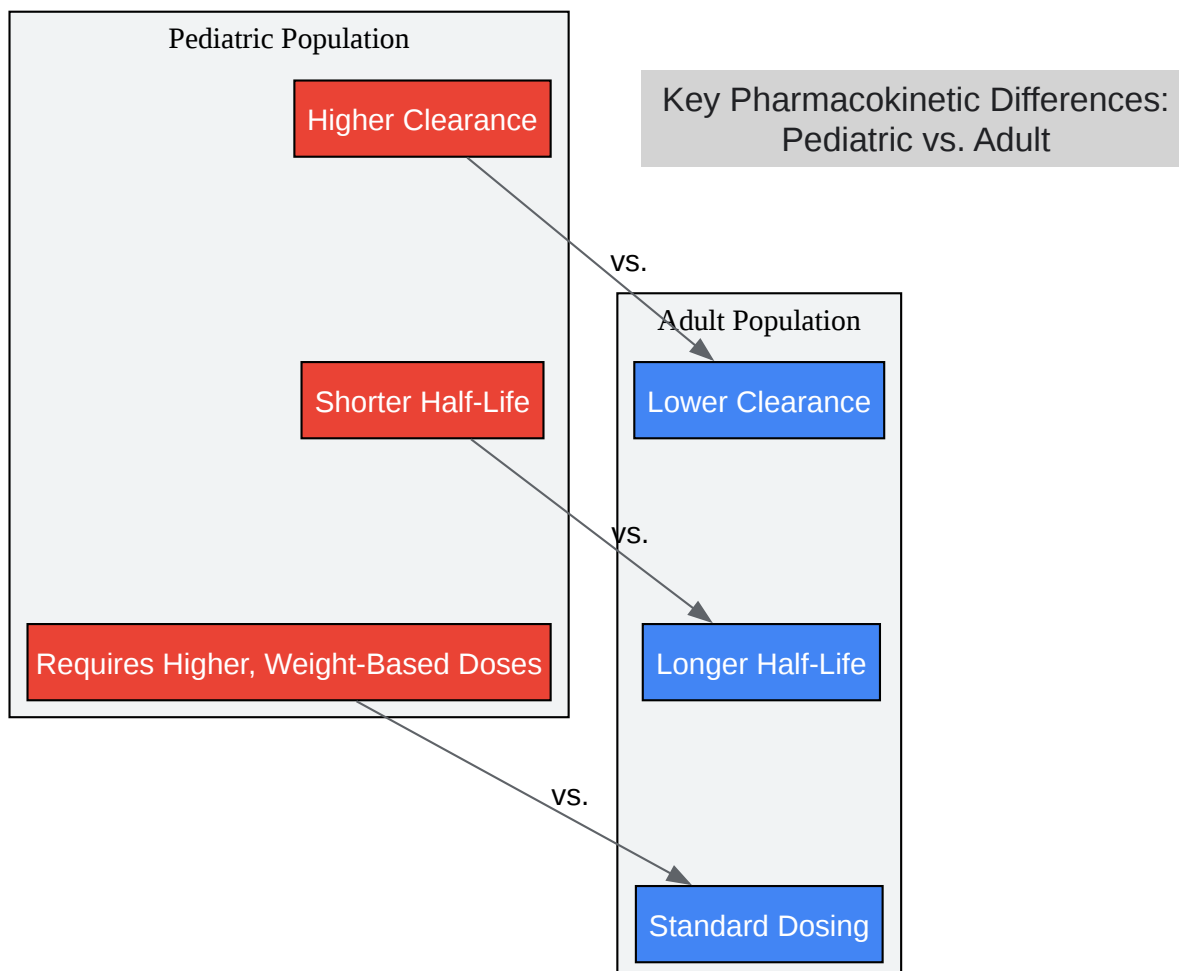 Pediatric Population
Higher Clearance
Key Pharmacokinetic Differences:
Pediatric vs. Adult
vs.
Adult Population
Shorter Half-Life
Lower Clearance
vs.
Requires Higher, Weight-Based Doses
Longer Half-Life
vs.
Standard Dosing